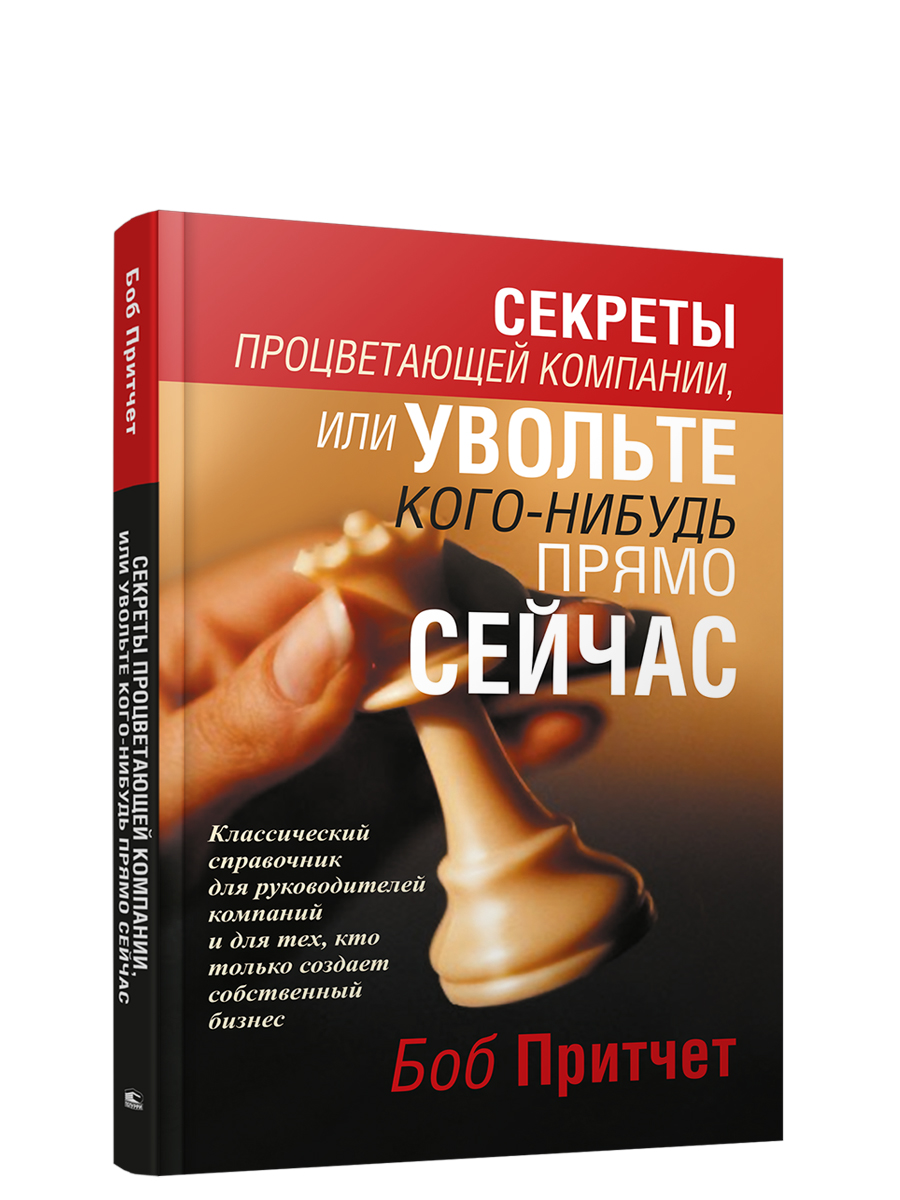 СЕКРЕТЫ
ПРОЦВЕТАЮЩЕЙ КОМПАНИИ,
ИЛИ УВОЛЬТЕ
КОГО-НИБУДЬ
ПРЯМО
СЕЙЧАС
Классический
справочник
для руководителей
компаний
и для тех, кто
только создает
собственный
бизнес
Боб Притчет
Боб Притчет
СЕКРЕТЫ ПРОЦВЕТАЮЩЕЙ КОМПАНИИ,
ИЛИ УВОЛЬТЕ КОГО-НИБУДЬ ПРЯМО СЕЙЧАС